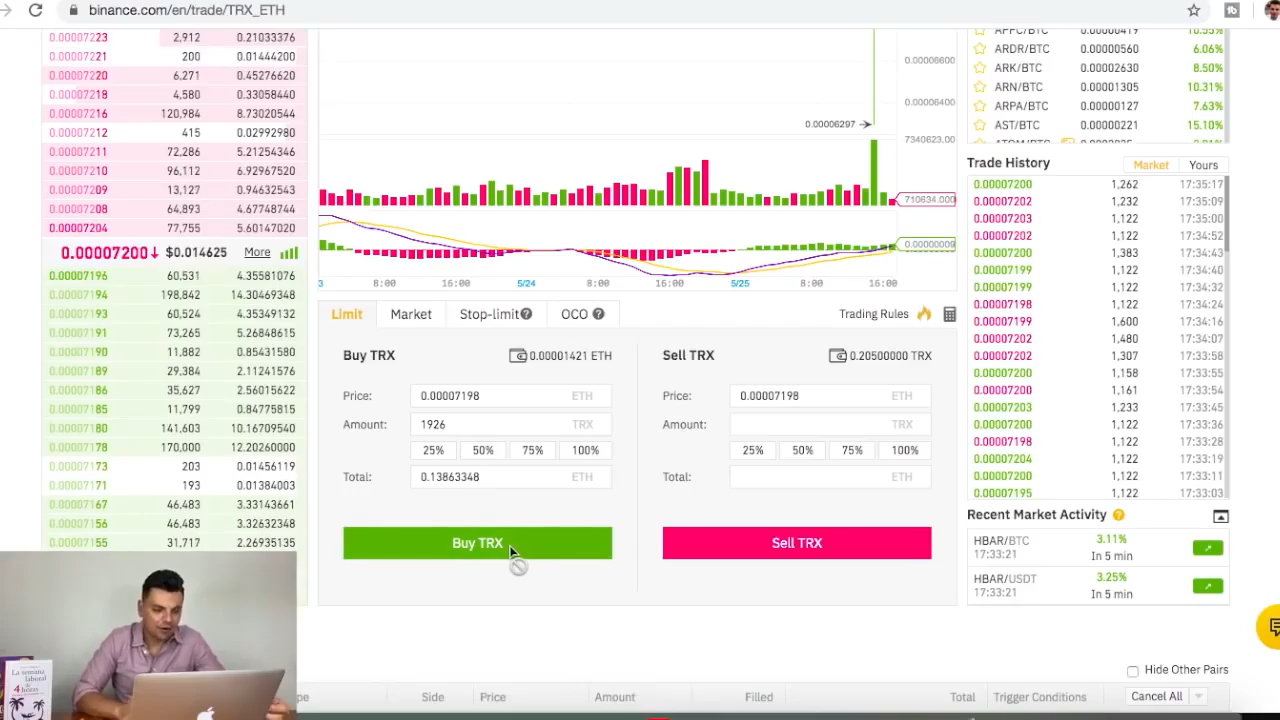 binance.com/en/trade/TRX_ETH
0.00007223 2,912 0.21033376
0.00007221 200 0.01444200
0.00007220 6,271 0.45276620
0.00007218 4,580 0.33058440
0.00007216 120,984 8.73020544
0.00007212 415 0.02992980
0.00007211 72,286 5.21254346
0.00007210 96,112 6.92967520
0.00007209 13,127 0.94632543
0.00007208 64,893 4.67748744
0.00007204 77,755 5.60147020
0.00007200↓ $0.014625 More
0.00007196 60,531 4.35581076
0.00007194 198,842 14.30469348
0.00007193 60,524 4.35349132
0.00007191 73,265 5.26848615
0.00007190 11,882 0.85431580
0.00007189 29,384 2.11241576
0.00007186 35,627 2.56015622
0.00007185 11,799 0.84775815
0.00007180 141,603 10.16709540
0.00007178 170,000 12.20260000
0.00007173 203 0.01456119
0.00007171 193 0.01384003
0.00007167 46,483 3.33143661
0.00007156 46,483 3.32632348
0.00007155 31,717 2.26935135
0.00006600
0.00006400
0.00006297
7340623.00
710634.000
0.00000009
3 8:00 16:00 5/24 8:00 16:00 5/25 8:00 16:00
Limit Market Stop-limit? OCO ? Trading Rules
Buy TRX 0.00001421 ETH
Price: 0.00007198 ETH
Amount: 1926 TRX
25% 50% 75% 100%
Total: 0.13863348 ETH
Buy TRX
Sell TRX 0.20500000 TRX
Price: 0.00007198 ETH
Amount: TRX
25% 50% 75% 100%
Total: ETH
Sell TRX
ARDR/BTC 0.00000560 6.06%
ARK/BTC 0.00002630 8.50%
ARN/BTC 0.00001305 10.31%
ARPA/BTC 0.00000127 7.63%
AST/BTC 0.00000221 15.10%
Trade History Market Yours
0.00007200 1,262 17:35:17
0.00007202 1,232 17:35:09
0.00007203 1,122 17:35:00
0.00007202 1,122 17:34:52
0.00007200 1,383 17:34:43
0.00007199 1,122 17:34:40
0.00007199 1,122 17:34:32
0.00007198 1,122 17:34:24
0.00007199 1,600 17:34:16
0.00007202 1,480 17:34:07
0.00007202 1,307 17:33:58
0.00007200 1,158 17:33:55
0.00007200 1,161 17:33:54
0.00007203 1,233 17:33:45
0.00007200 1,122 17:33:36
0.00007198 1,122 17:33:28
0.00007204 1,122 17:33:19
0.00007200 1,122 17:33:11
0.00007195 1,122 17:33:03
Recent Market Activity ?
HBAR/BTC 3.11%
17:33:21 In 5 min
HBAR/USDT 3.25%
17:33:21 In 5 min
Hide Other Pairs
Side Price Amount Filled Total Trigger Conditions Cancel All
La semana
laboral
de
4 horas